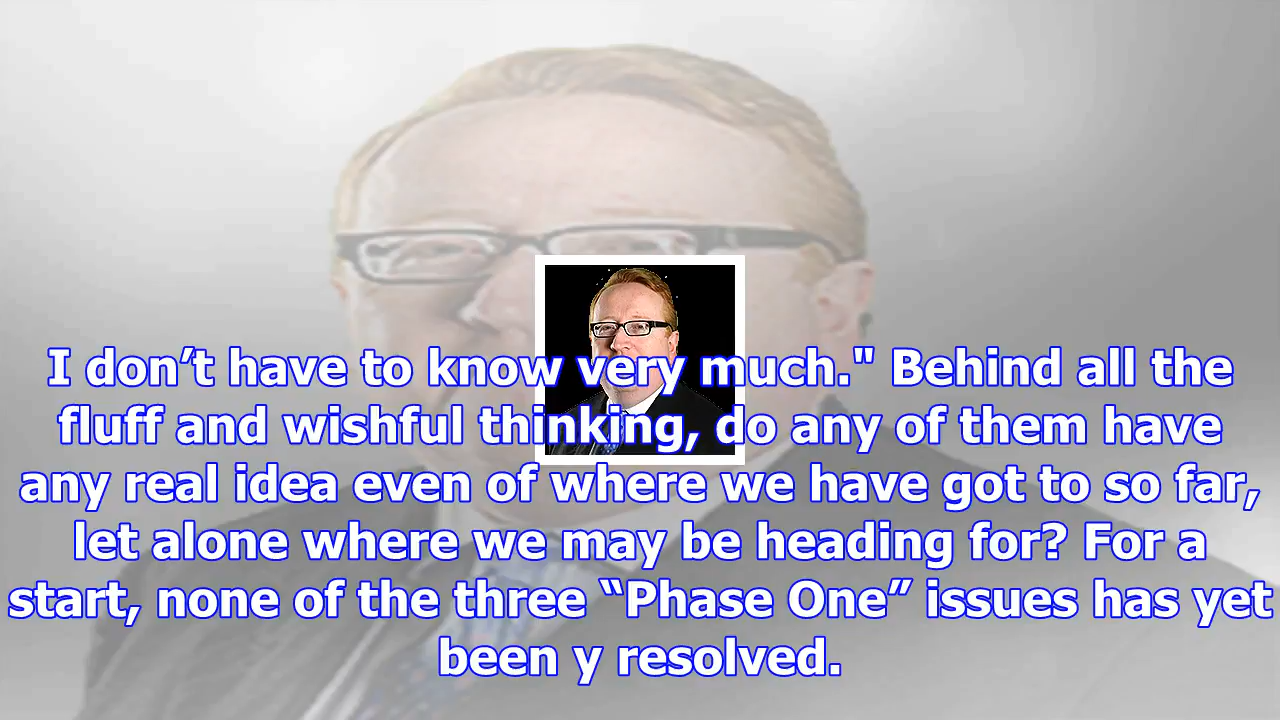 I don’t have to know very much." Behind all the
fluff and wishful thinking, do any of them have
any real idea even of where we have got to so far,
let alone where we may be heading for? For a
start, none of the three “Phase One” issues has yet
been y resolved.